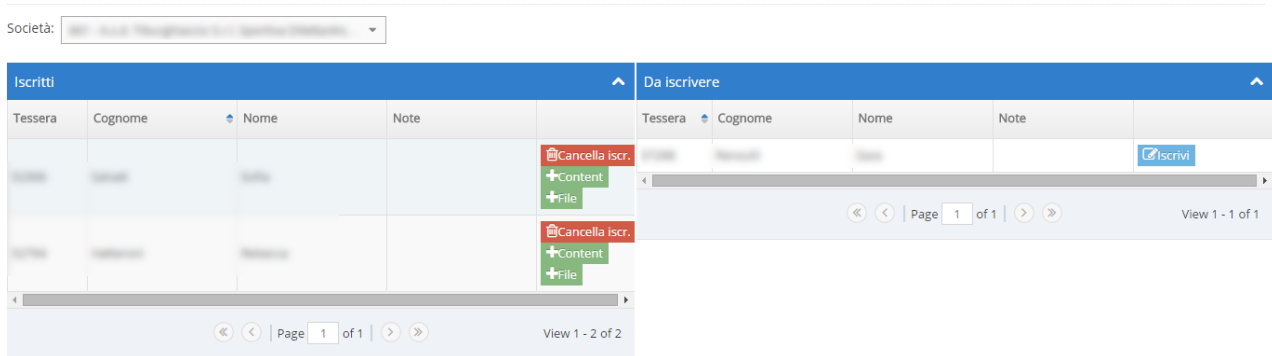 Società:
Iscritti
Tessera Cognome Nome Note
Cancella iscr.
Content
File
Cancella iscr.
Content
File
Page 1 of 1 View 1 - 2 of 2
Da iscrivere
Tessera Cognome Nome Note
Iscrivi
Page 1 of 1 View 1 - 1 of 1